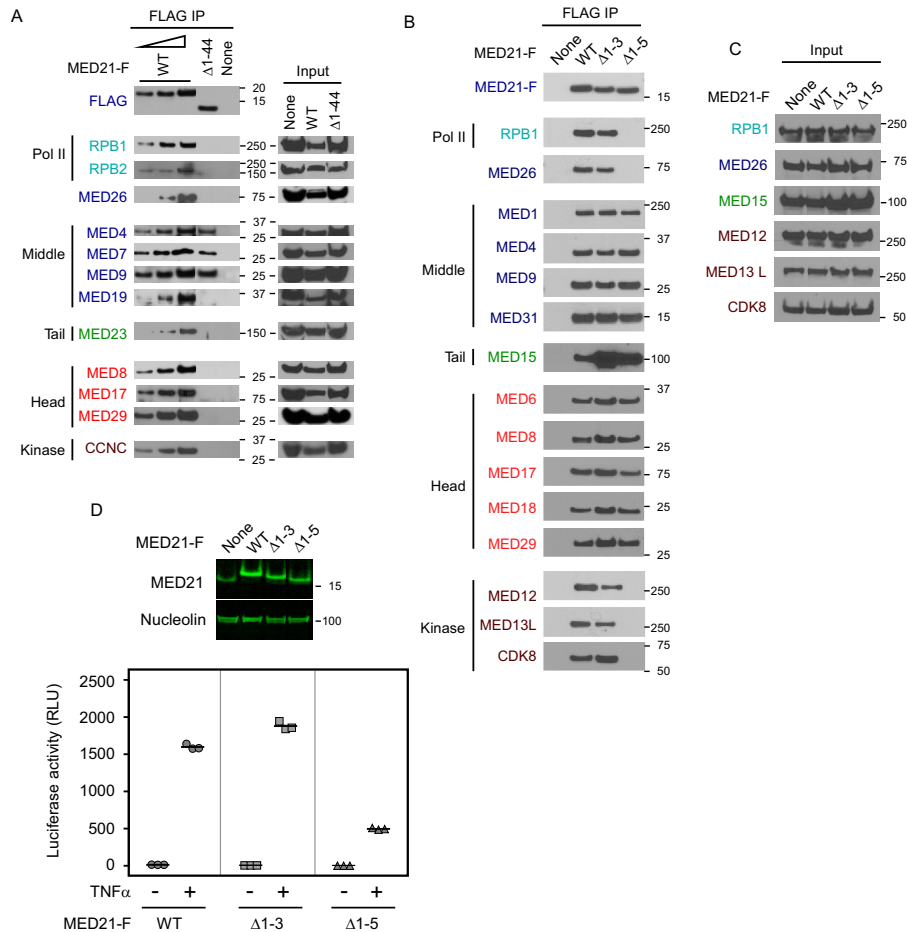 A
FLAG IP
MED21-F
WT
Δ1-44
None
FLAG
20
15
Input
None
WT
Δ1-44
Pol II
RPB1
250
RPB2
250
150
MED26
75
Middle
MED4
37
25
MED7
MED9
25
MED19
37
Tail
MED23
150
Head
MED8
25
MED17
75
MED29
25
Kinase
CCNC
37
25
B
FLAG IP
MED21-F
None
WT
Δ1-3
Δ1-5
MED21-F
15
Pol II
RPB1
250
MED26
75
Middle
MED1
250
MED4
37
MED9
25
MED31
15
Tail
MED15
100
Head
MED6
37
MED8
25
MED17
75
MED18
25
MED29
25
Kinase
MED12
250
MED13L
250
CDK8
75
50
C
Input
MED21-F
None
WT
Δ1-3
Δ1-5
RPB1
250
MED26
75
MED15
100
MED12
250
MED13 L
250
CDK8
50
D
MED21-F
None
WT
Δ1-3
Δ1-5
MED21
15
Nucleolin
100
Luciferase activity (RLU)
2500
2000
1500
1000
500
0
TNFα - + - + - +
MED21-F WT Δ1-3 Δ1-5